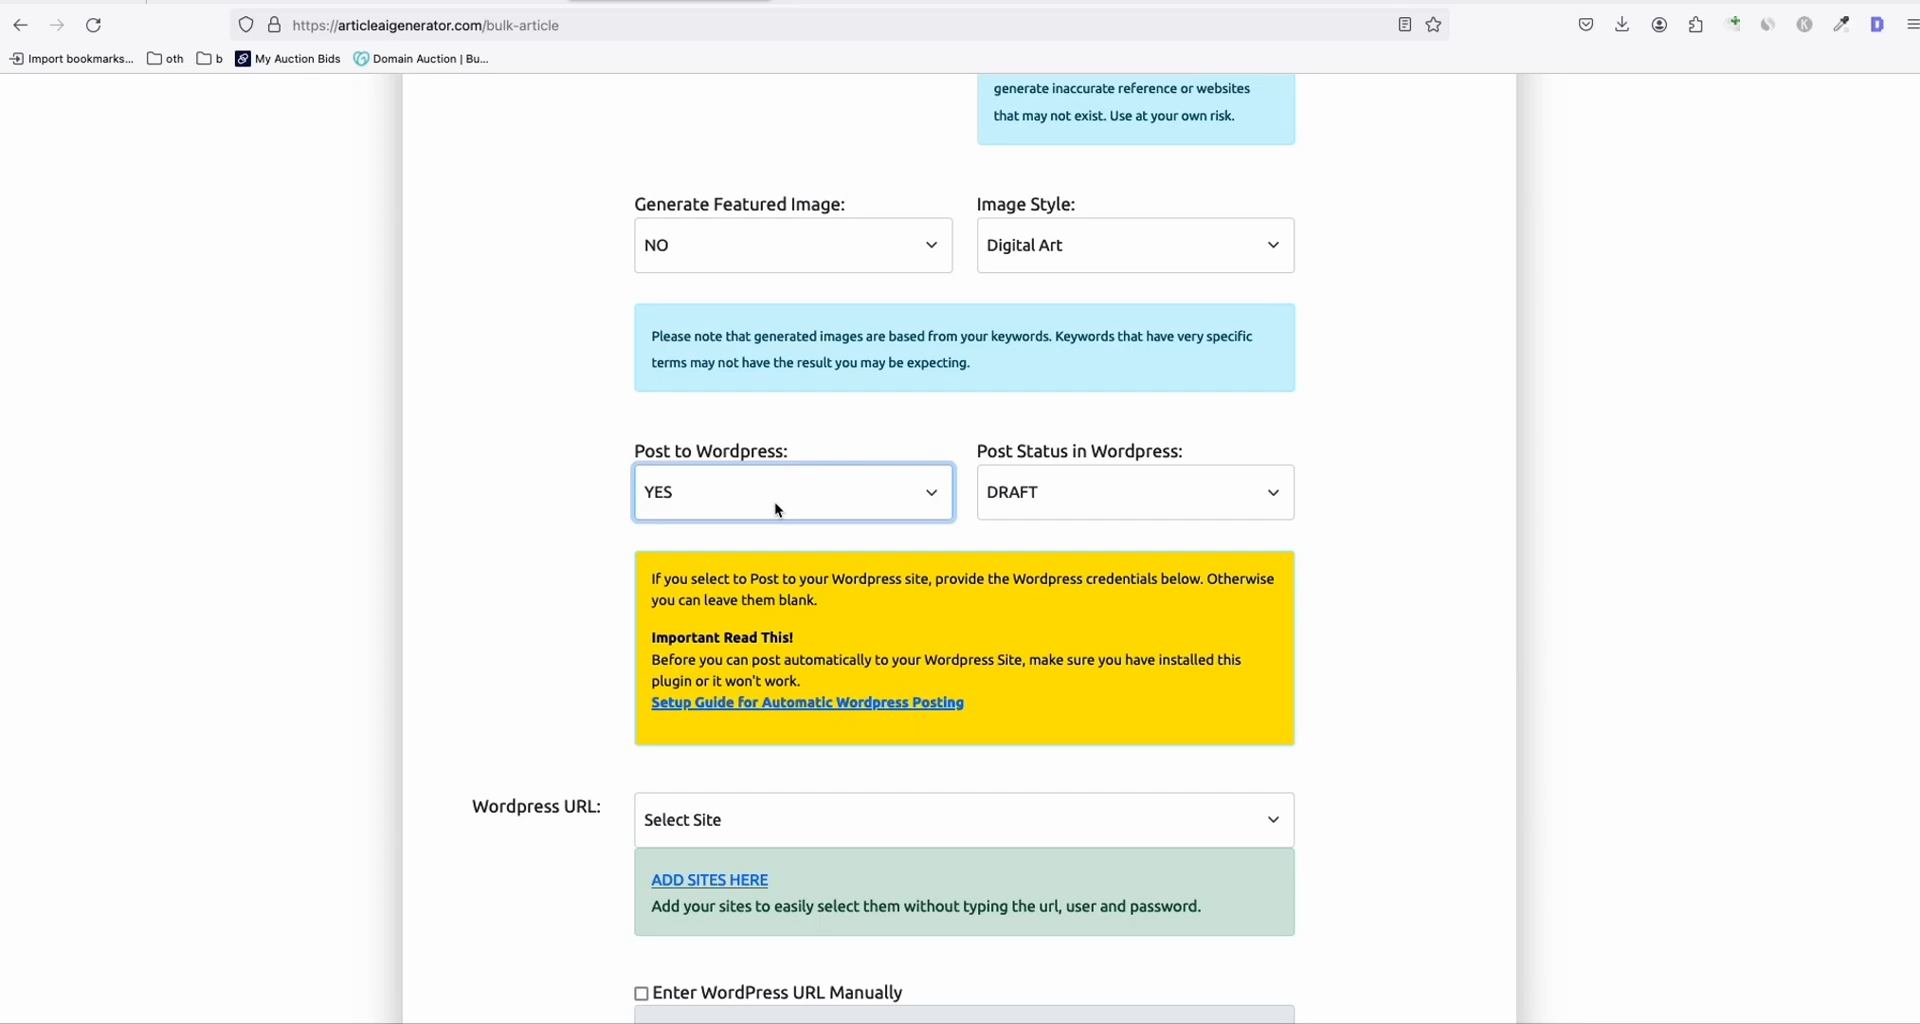 https://articleaigenerator.com/bulk-article
Import bookmarks... oth b My Auction Bids Domain Auction | Bu...
generate inaccurate reference or websites
that may not exist. Use at your own risk.
Generate Featured Image: Image Style:
NO Digital Art
Please note that generated images are based from your keywords. Keywords that have very specific
terms may not have the result you may be expecting.
Post to Wordpress: Post Status in Wordpress:
YES DRAFT
If you select to Post to your Wordpress site, provide the Wordpress credentials below. Otherwise
you can leave them blank.
Important Read This!
Before you can post automatically to your Wordpress Site, make sure you have installed this
plugin or it won't work.
Setup Guide for Automatic Wordpress Posting
Wordpress URL: Select Site
ADD SITES HERE
Add your sites to easily select them without typing the url, user and password.
Enter WordPress URL Manually